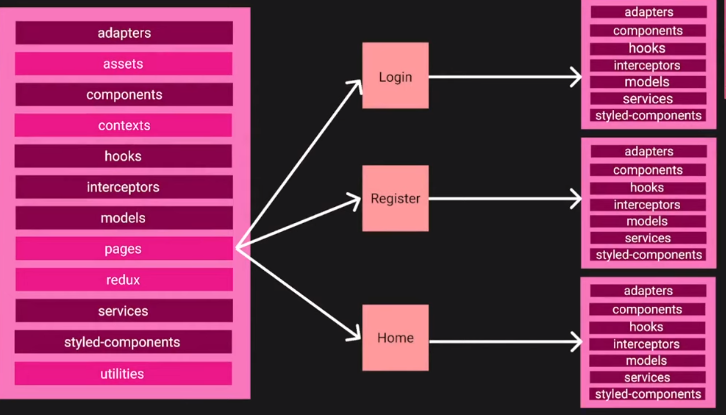 adapters
assets
components
contexts
hooks
interceptors
models
pages
redux
services
styled-components
utilities
Login
Register
Home
adapters
components
hooks
interceptors
models
services
styled-components
adapters
components
hooks
interceptors
models
services
styled-components
adapters
components
hooks
interceptors
models
services
styled-components